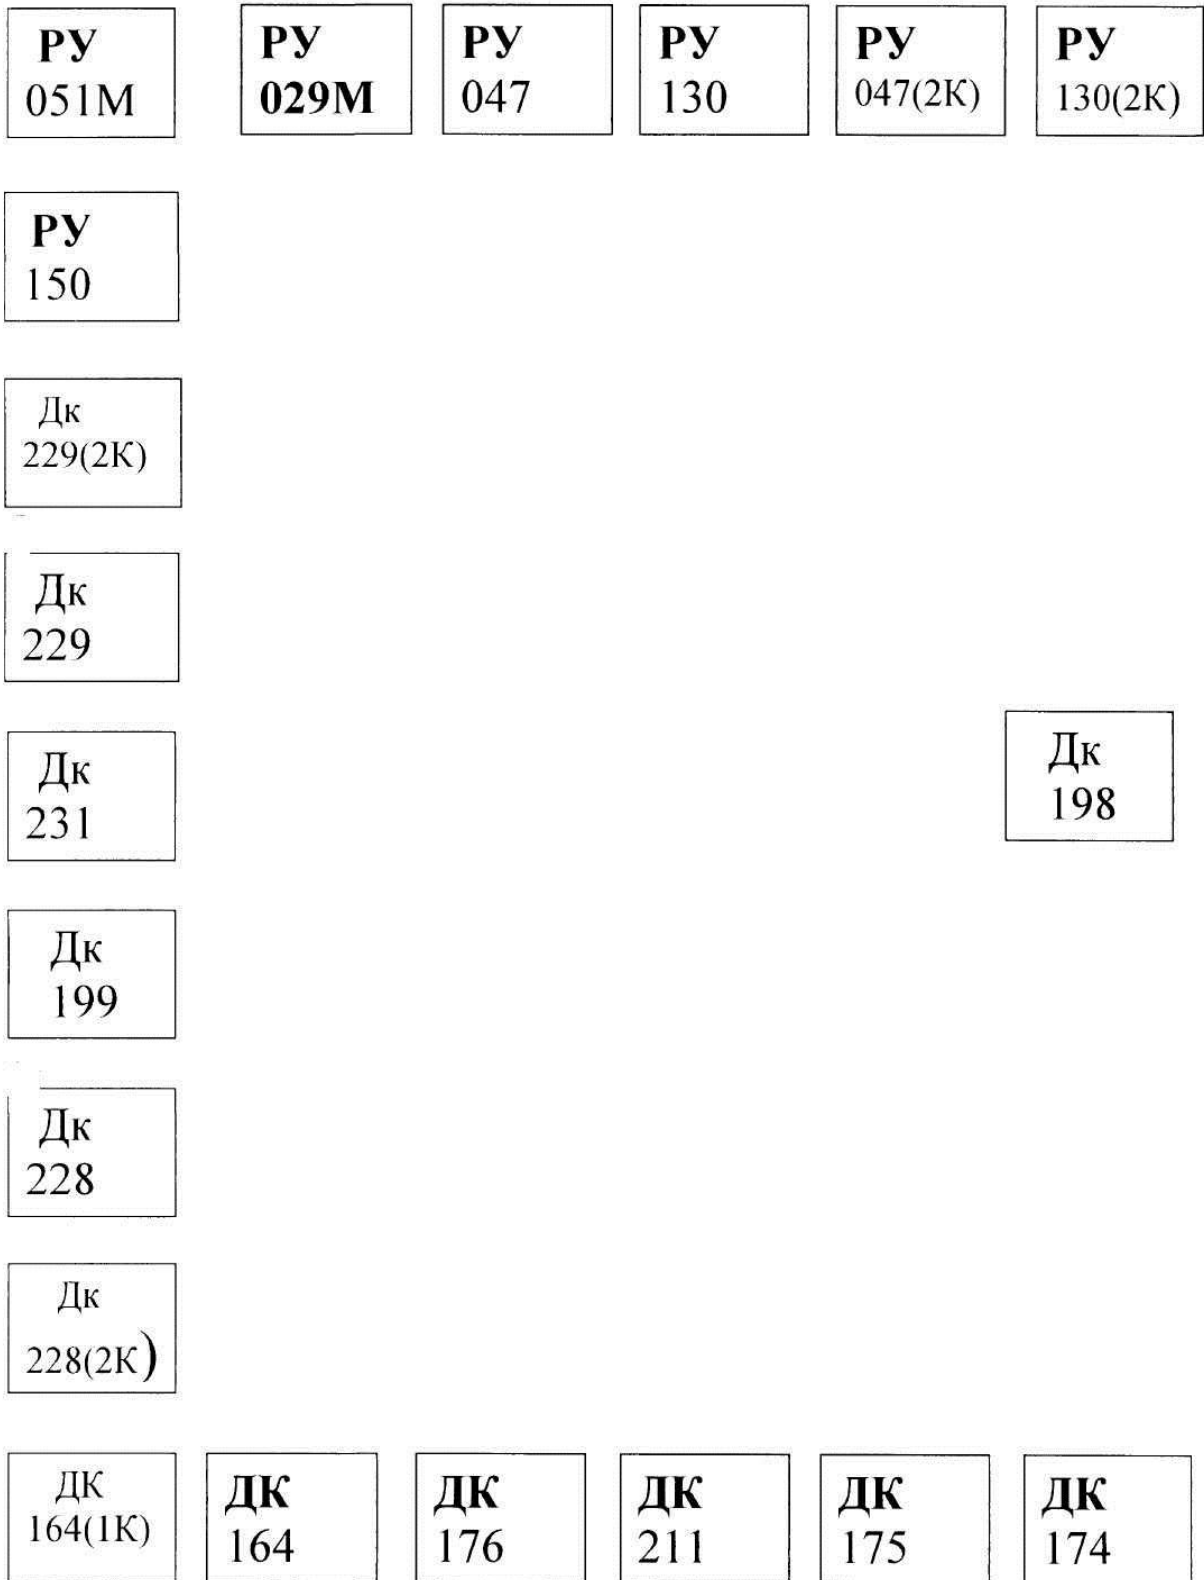 РУ
051М
РУ
029М
РУ
047
РУ
130
РУ
047(2К)
РУ
130(2К)
РУ
150
Дк
229(2К)
Дк
229
Дк
231
Дк
198
Дк
199
Дк
228
Дк
228(2К)
ДК
164(1К)
ДК
164
ДК
176
ДК
211
ДК
175
ДК
174